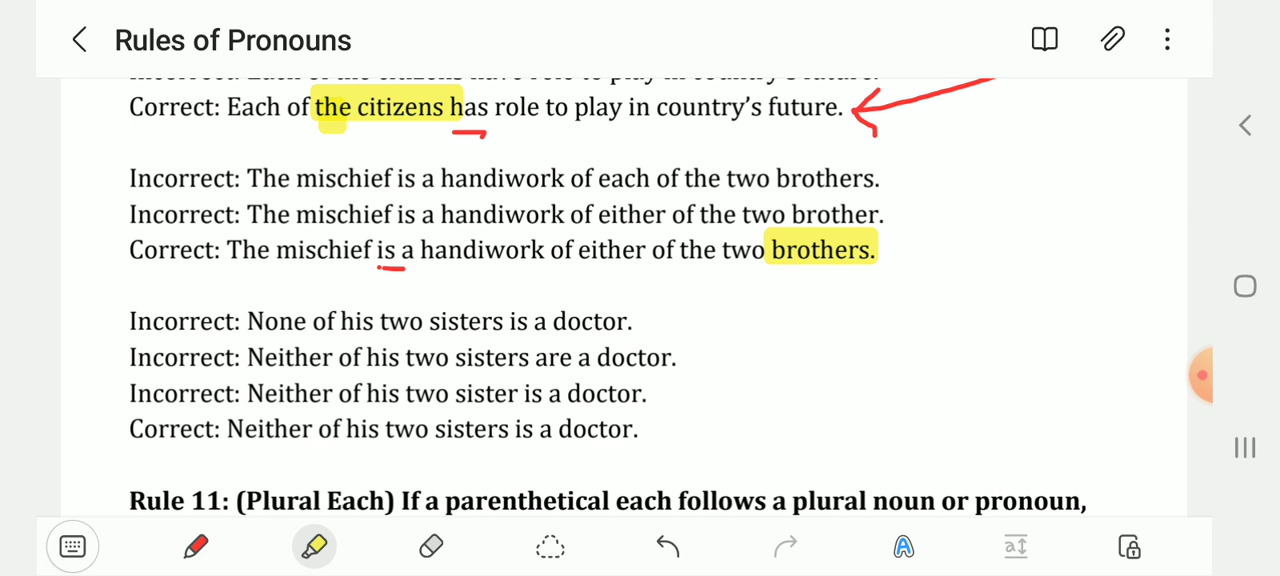 Rules of Pronouns
Correct: Each of the citizens has role to play in country's future.
Incorrect: The mischief is a handiwork of each of the two brothers.
Incorrect: The mischief is a handiwork of either of the two brother.
Correct: The mischief is a handiwork of either of the two brothers.
Incorrect: None of his two sisters is a doctor.
Incorrect: Neither of his two sisters are a doctor.
Incorrect: Neither of his two sister is a doctor.
Correct: Neither of his two sisters is a doctor.
Rule 11: (Plural Each) If a parenthetical each follows a plural noun or pronoun,